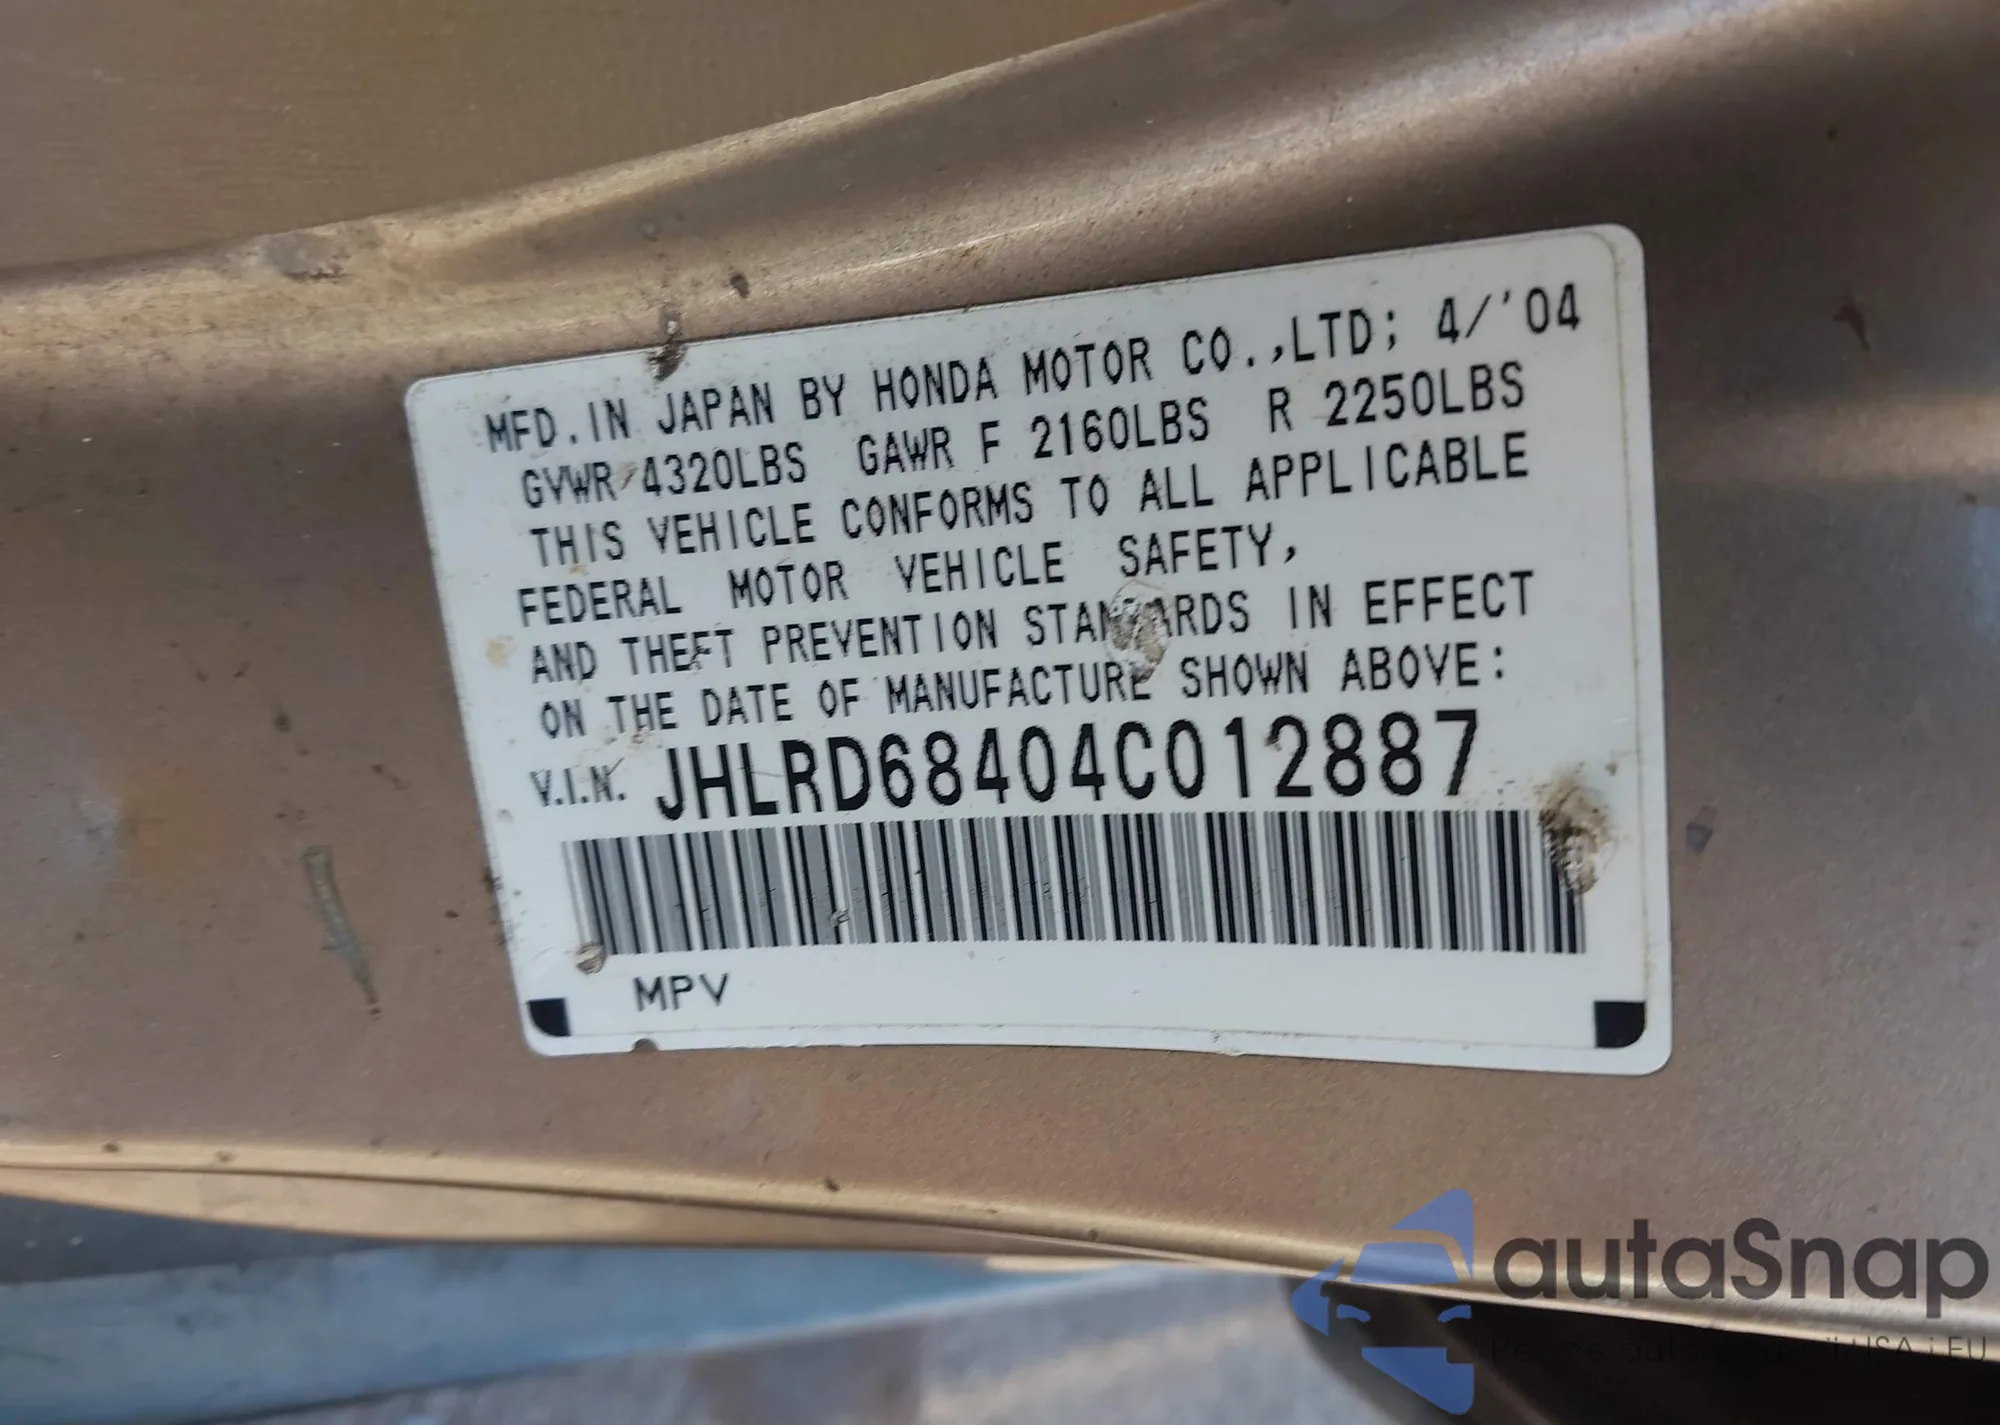 MFD. IN JAPAN BY HONDA MOTOR CO.,LTD; 4/'04
GVWR 4320LBS GAWR F 2160LBS R 2250LBS
THIS VEHICLE CONFORMS TO ALL APPLICABLE
FEDERAL MOTOR VEHICLE SAFETY,
AND THEFT PREVENTION STANDARDS IN EFFECT
ON THE DATE OF MANUFACTURE SHOWN ABOVE:
V.I.N. JHLRD68404C012887
MPV
autaSnap
USA i EU